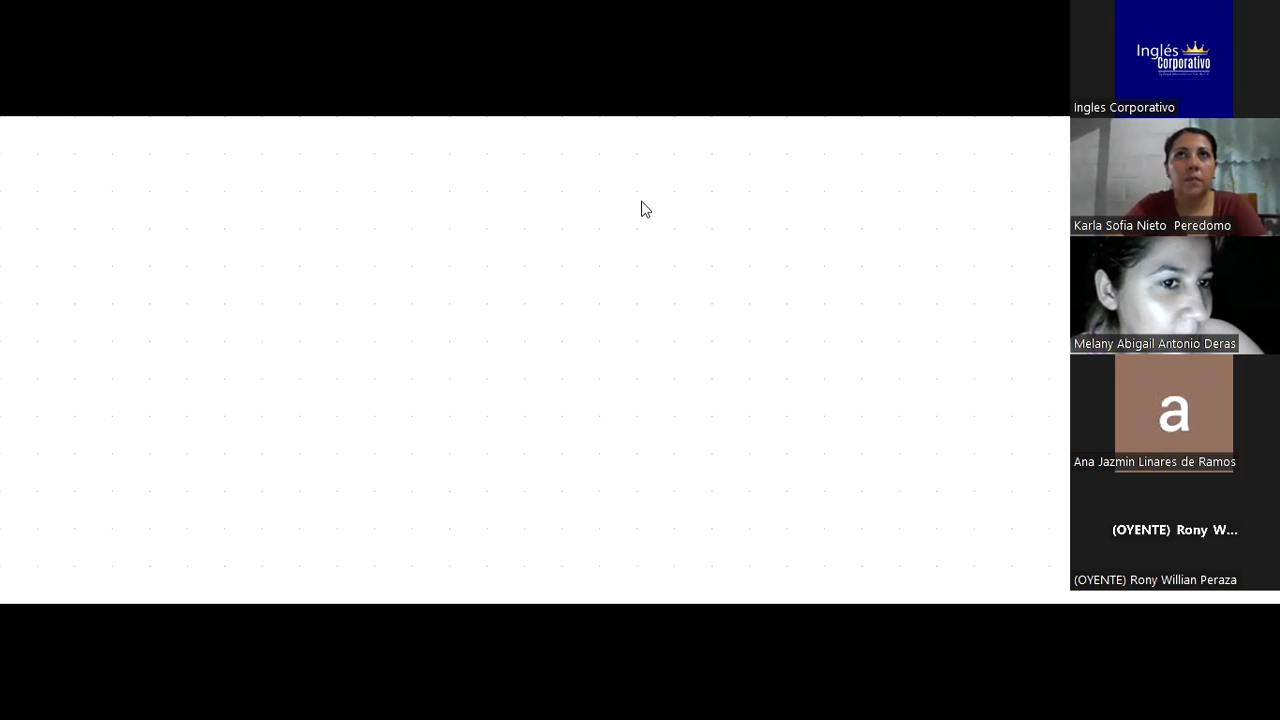 Inglés
Corporativo
Ingles Corporativo
Karla Sofia Nieto Peredomo
Melany Abigail Antonio Deras
a
Ana Jazmin Linares de Ramos
(OYENTE) Rony W...
(OYENTE) Rony Willian Peraza